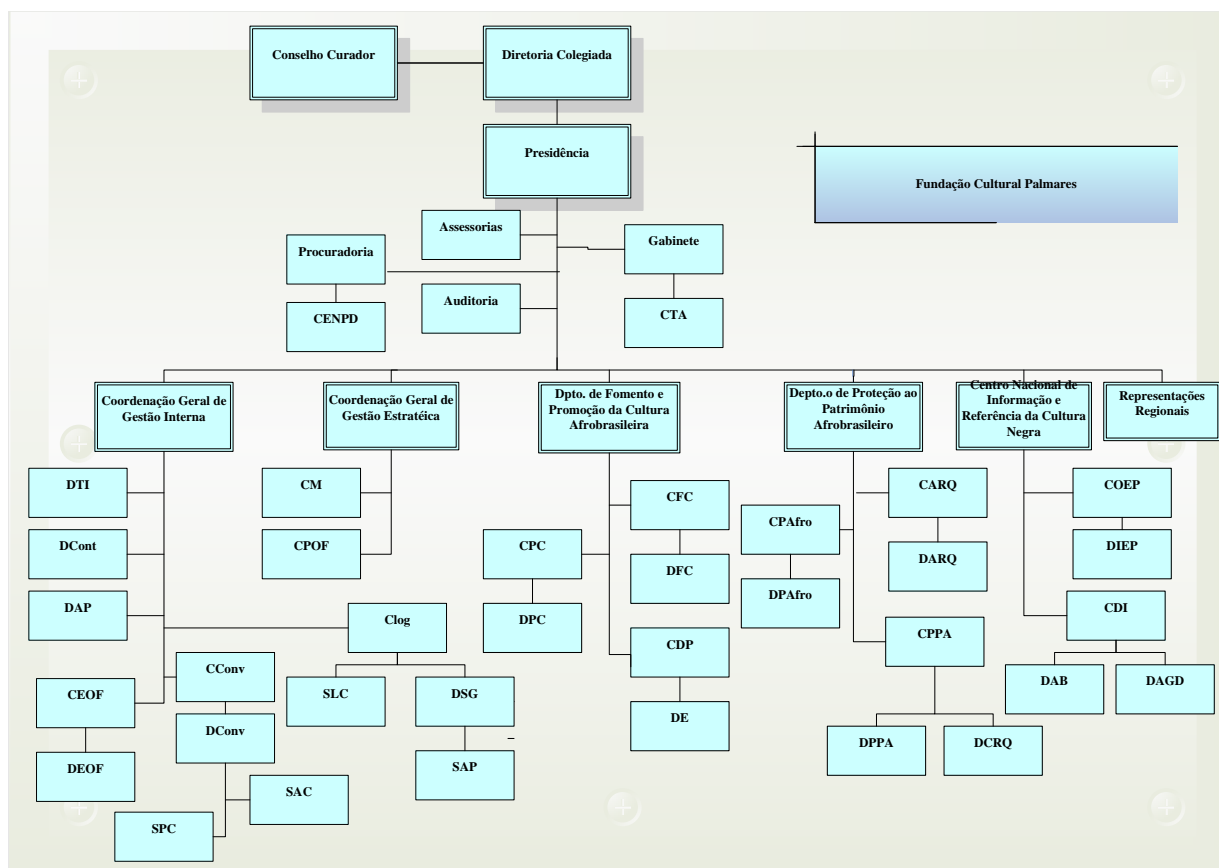 Conselho Curador
Diretoria Colegiada
Presidência
Fundação Cultural Palmares
Assessorias
Gabinete
Procuradoria
Auditoria
CENPD
CTA
Coordenação Geral de
Gestão Interna
Coordenação Geral de
Gestão Estratéica
Dpto. de Fomento e
Promoção da Cultura
Afrobrasileira
Depto.o de Proteção ao
Patrimônio
Afrobrasileiro
Centro Nacional de
Informação e
Referência da Cultura
Negra
Representações
Regionais
DTI
DCont
DAP
CEOF
DEOF
CConv
DConv
SAC
SPC
Clog
SLC
DSG
SAP
CM
CPOF
CPC
DPC
CFC
DFC
CDP
DE
CPAfro
DPAfro
CARQ
DARQ
CPPA
DPPA
DCRQ
COEP
DIEP
CDI
DAB
DAGD